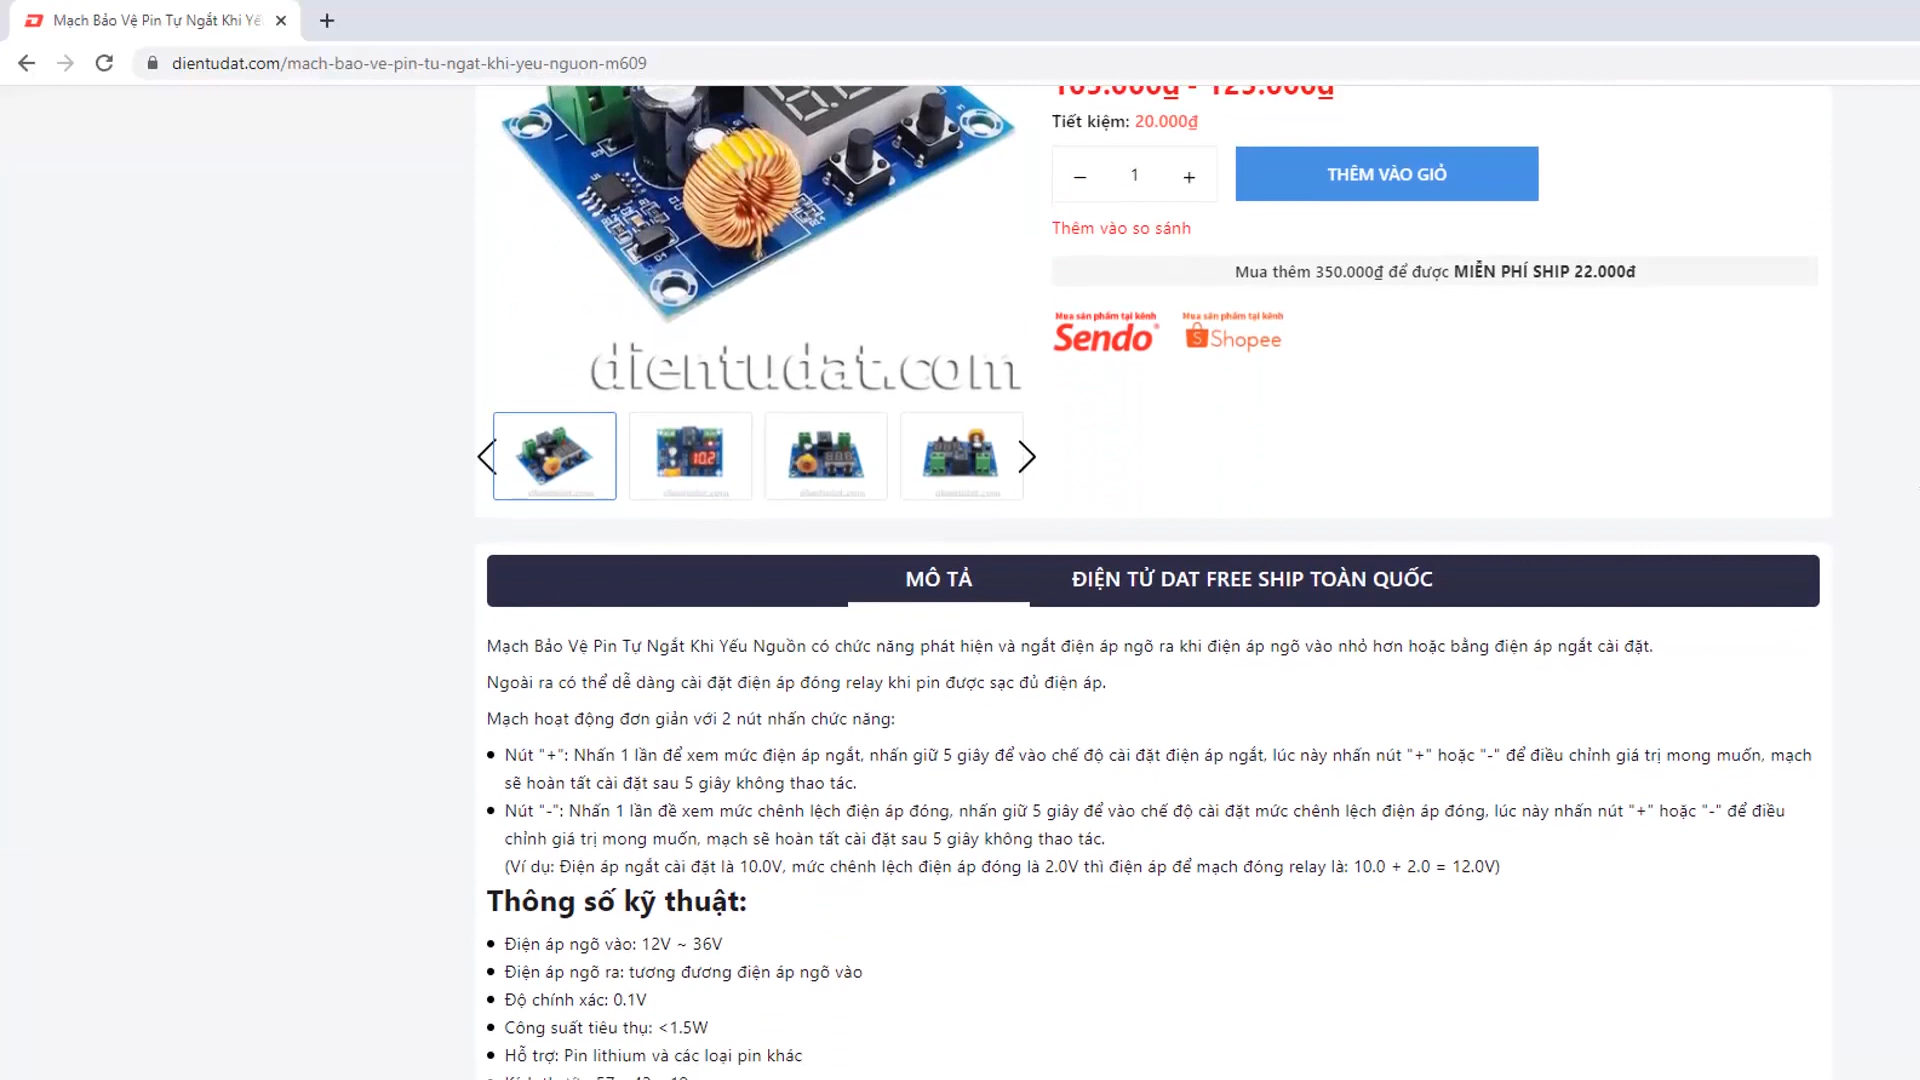 Mạch Bảo Vệ Pin Tự Ngắt Khi Yế
dientudat.com/mach-bao-ve-pin-tu-ngat-khi-yeu-nguon-m609
Tiết kiệm: 20.000₫
− 1 +
THÊM VÀO GIỎ
Thêm vào so sánh
Mua thêm 350.000₫ để được MIỄN PHÍ SHIP 22.000đ
Mua sản phẩm tại kênh
Sendo
Mua sản phẩm tại kênh
Shopee
dientudat.com
MÔ TẢ
ĐIỆN TỬ DAT FREE SHIP TOÀN QUỐC
Mạch Bảo Vệ Pin Tự Ngắt Khi Yếu Nguồn có chức năng phát hiện và ngắt điện áp ngõ ra khi điện áp ngõ vào nhỏ hơn hoặc bằng điện áp ngắt cài đặt.
Ngoài ra có thể dễ dàng cài đặt điện áp đóng relay khi pin được sạc đủ điện áp.
Mạch hoạt động đơn giản với 2 nút nhấn chức năng:
Nút "+": Nhấn 1 lần để xem mức điện áp ngắt, nhấn giữ 5 giây để vào chế độ cài đặt điện áp ngắt, lúc này nhấn nút "+" hoặc "-" để điều chỉnh giá trị mong muốn, mạch
sẽ hoàn tất cài đặt sau 5 giây không thao tác.
Nút "-": Nhấn 1 lần đề xem mức chênh lệch điện áp đóng, nhấn giữ 5 giây để vào chế độ cài đặt mức chênh lệch điện áp đóng, lúc này nhấn nút "+" hoặc "-" để điều
chỉnh giá trị mong muốn, mạch sẽ hoàn tất cài đặt sau 5 giây không thao tác.
(Ví dụ: Điện áp ngắt cài đặt là 10.0V, mức chênh lệch điện áp đóng là 2.0V thì điện áp để mạch đóng relay là: 10.0 + 2.0 = 12.0V)
Thông số kỹ thuật:
Điện áp ngõ vào: 12V ~ 36V
Điện áp ngõ ra: tương đương điện áp ngõ vào
Độ chính xác: 0.1V
Công suất tiêu thụ: <1.5W
Hỗ trợ: Pin lithium và các loại pin khác